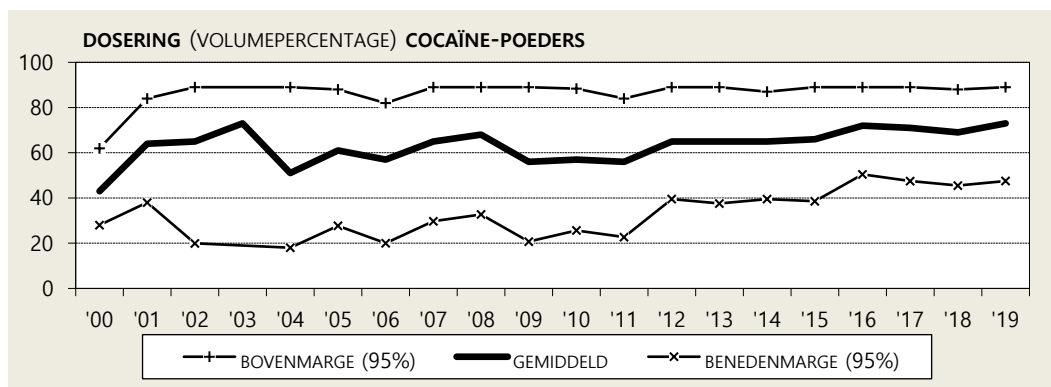 DOSERING (VOLUMEPERCENTAGE) COCAÏNE-POEDERS
100
80
60
40
20
0
'00 '01 '02 '03 '04 '05 '06 '07 '08 '09 '10 '11 '12 '13 '14 '15 '16 '17 '18 '19
BOVENMARGE (95%) GEMIDDELD BENEDENMARGE (95%)